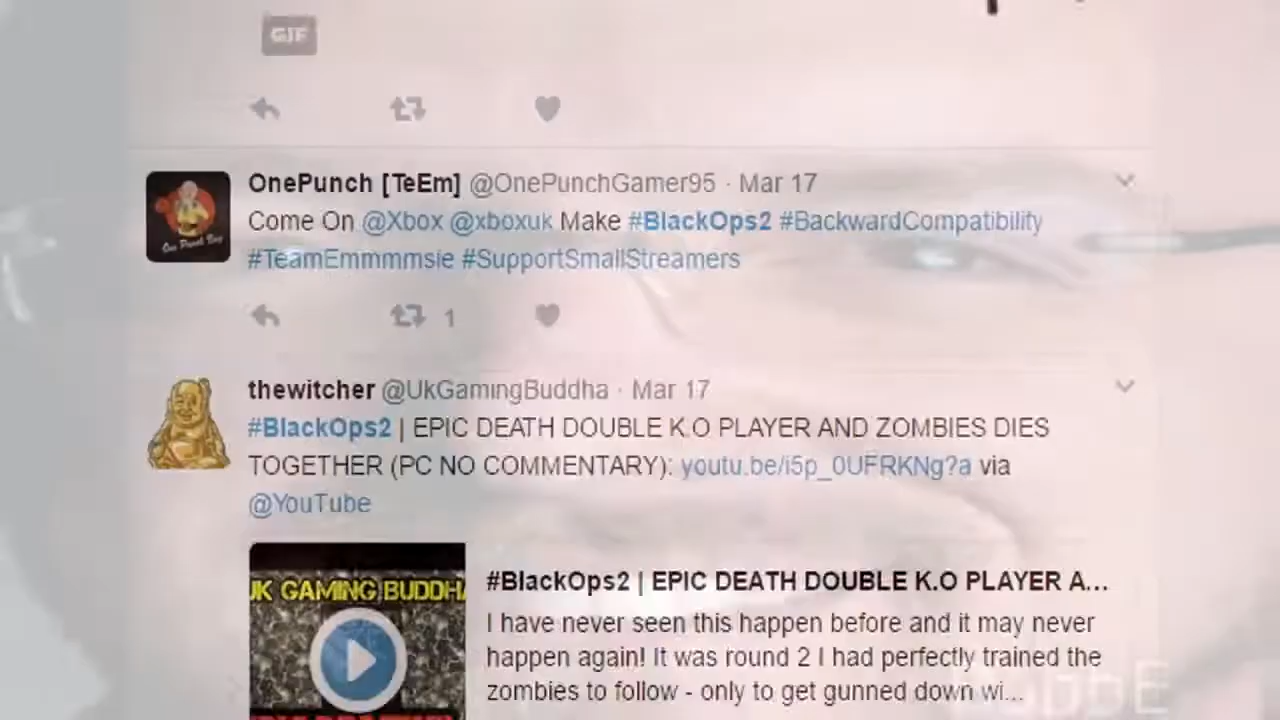 GIF
OnePunch [TeEm] @OnePunchGamer95 · Mar 17
Come On @Xbox @xboxuk Make #BlackOps2 #BackwardCompatibility
#TeamEmmmmsie #SupportSmallStreamers
1
thewitcher @UkGamingBuddha · Mar 17
#BlackOps2 | EPIC DEATH DOUBLE K.O PLAYER AND ZOMBIES DIES
TOGETHER (PC NO COMMENTARY): youtu.be/i5p_0UFRKNg?a via
@YouTube
UK GAMING BUDDHA
#BlackOps2 | EPIC DEATH DOUBLE K.O PLAYER A...
I have never seen this happen before and it may never
happen again! It was round 2 I had perfectly trained the
zombies to follow - only to get gunned down wi...